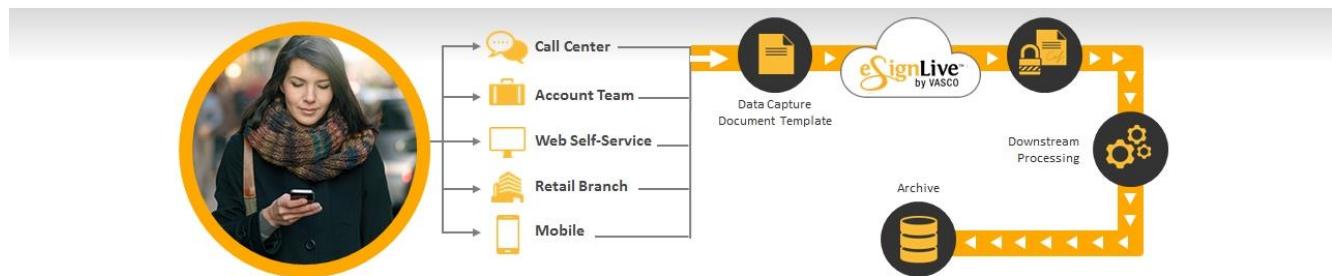 Call Center
Account Team
Web Self-Service
Retail Branch
Mobile
Data Capture
Document Template
eSignLive™
by VASCO
Downstream
Processing
Archive